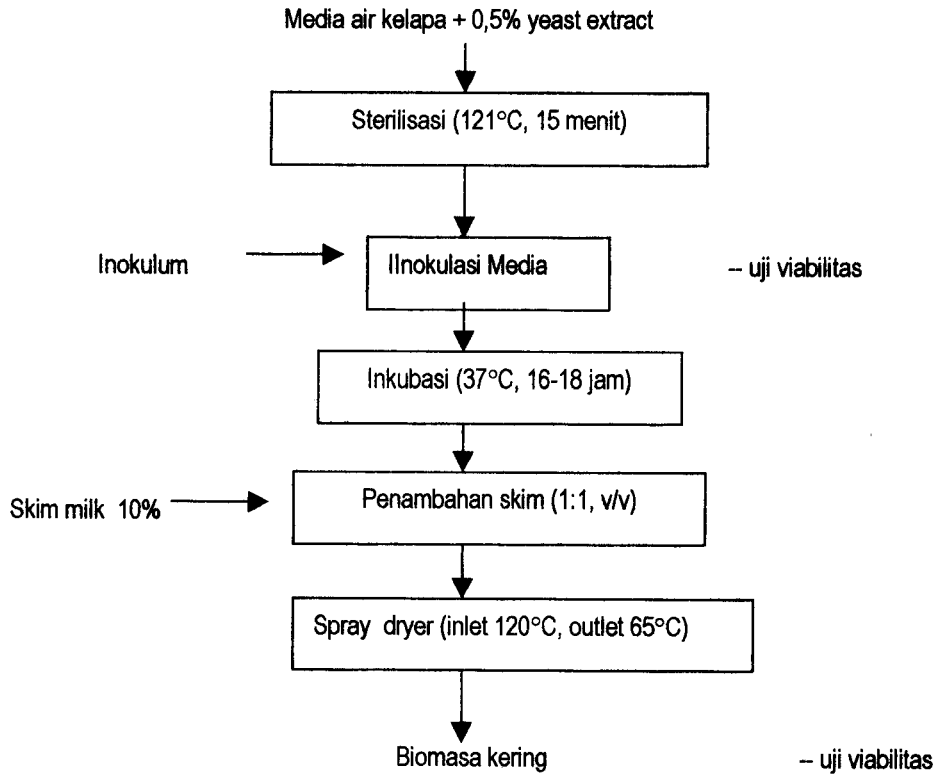 Media air kelapa + 0,5% yeast extract
Sterilisasi (121°C, 15 menit)
Inokulum
IInokulasi Media
-- uji viabilitas
Inkubasi (37°C, 16-18 jam)
Skim milk 10%
Penambahan skim (1:1, v/v)
Spray dryer (inlet 120°C, outlet 65°C)
Biomasa kering
-- uji viabilitas